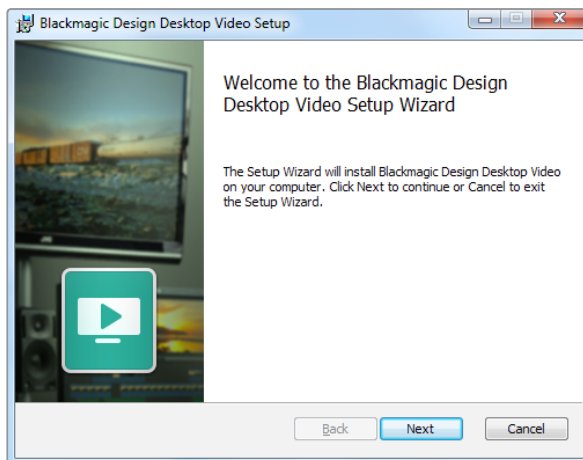 Blackmagic Design Desktop Video Setup
Welcome to the Blackmagic Design
Desktop Video Setup Wizard
The Setup Wizard will install Blackmagic Design Desktop Video
on your computer. Click Next to continue or Cancel to exit
the Setup Wizard.
Back
Next
Cancel